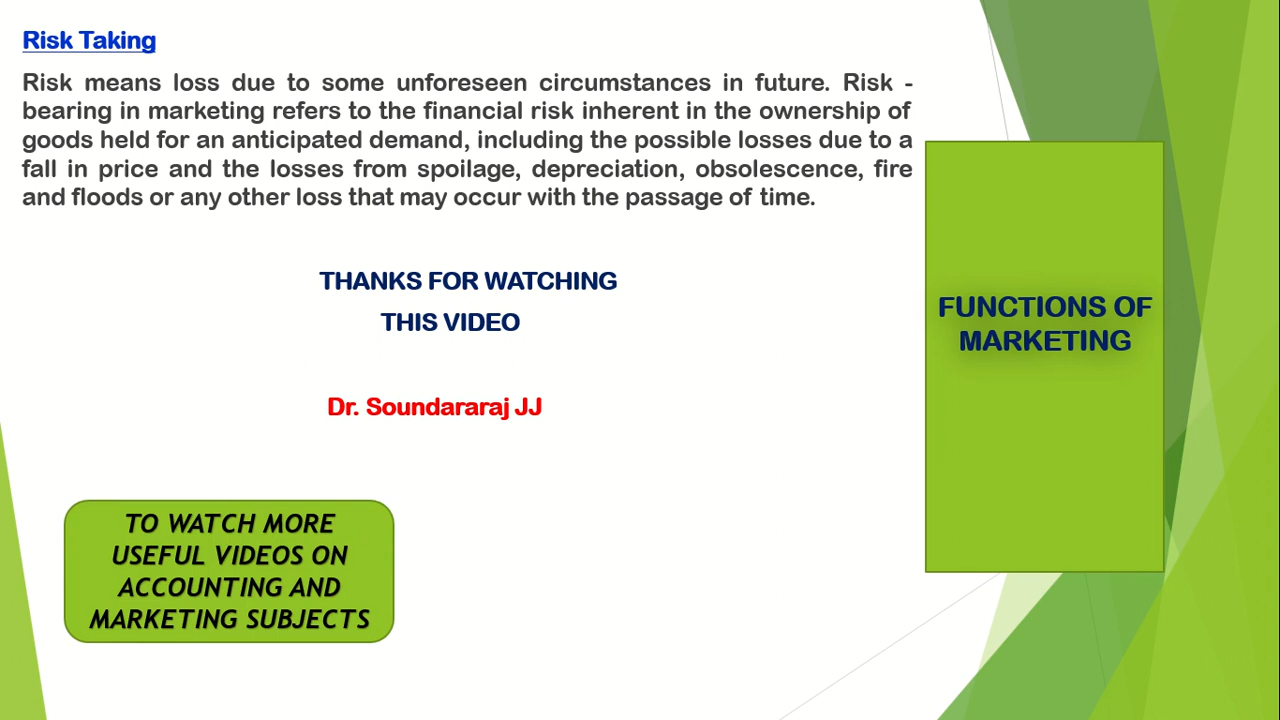 Risk Taking
Risk means loss due to some unforeseen circumstances in future. Risk -
bearing in marketing refers to the financial risk inherent in the ownership of
goods held for an anticipated demand, including the possible losses due to a
fall in price and the losses from spoilage, depreciation, obsolescence, fire
and floods or any other loss that may occur with the passage of time.
THANKS FOR WATCHING
THIS VIDEO
Dr. Soundararaj JJ
TO WATCH MORE
USEFUL VIDEOS ON
ACCOUNTING AND
MARKETING SUBJECTS
FUNCTIONS OF
MARKETING